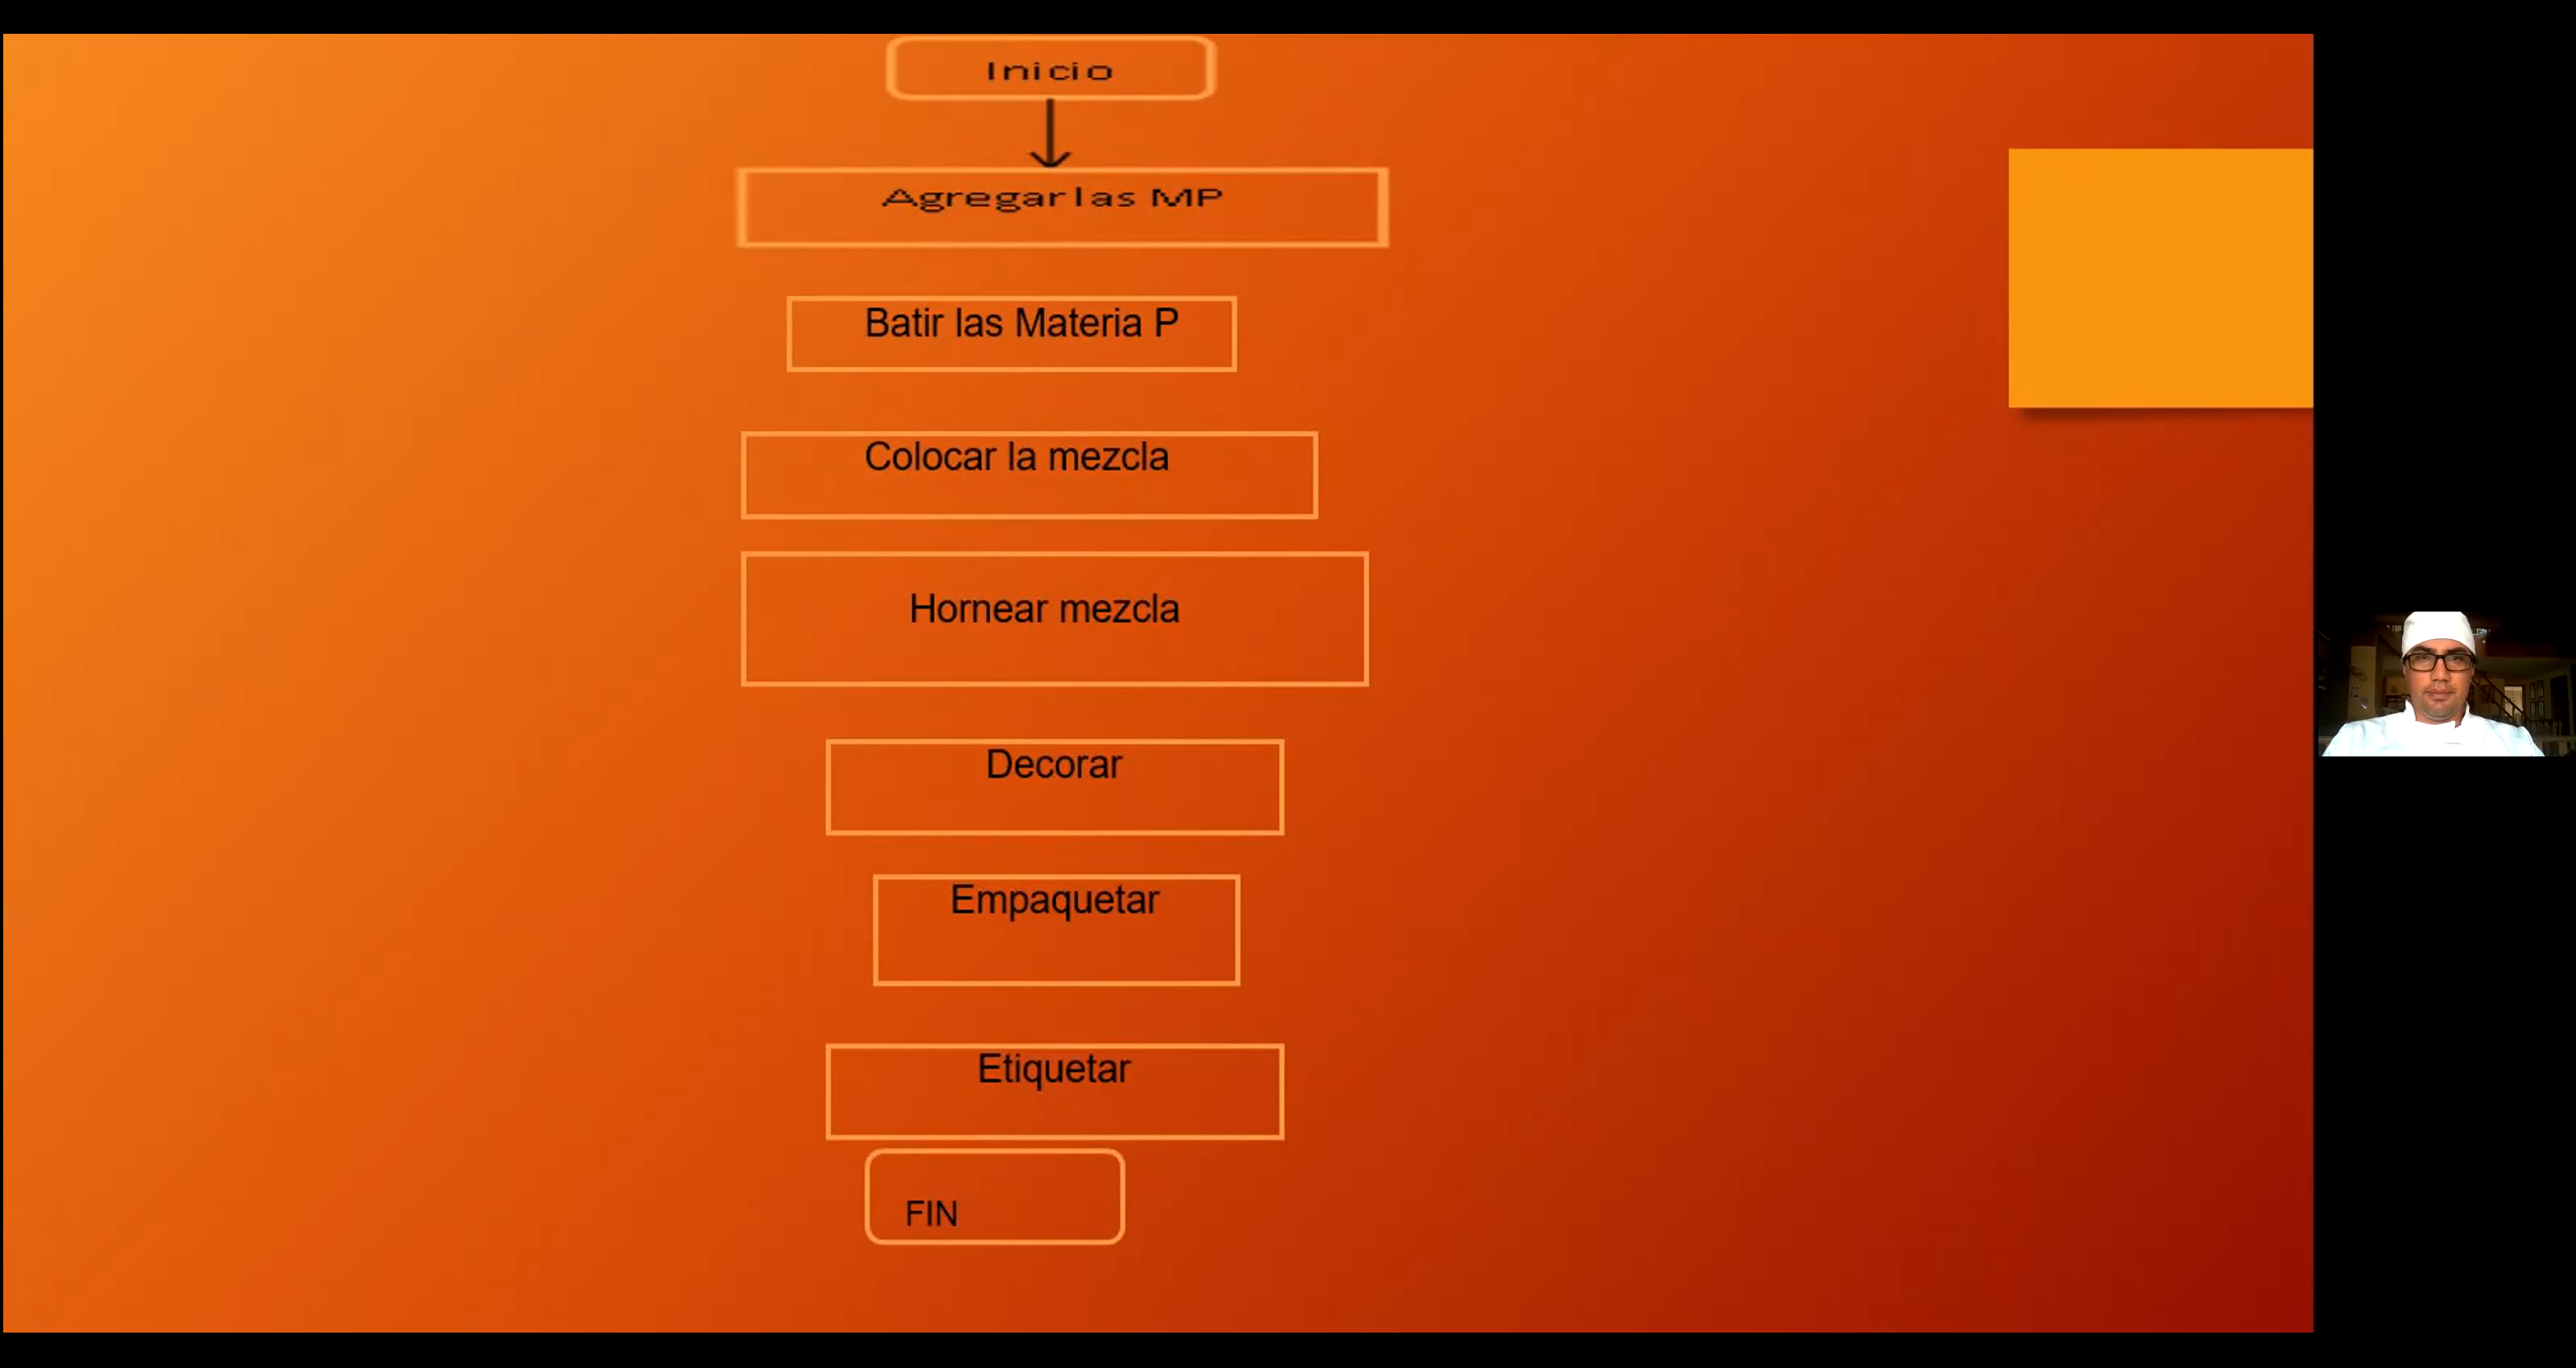 Inicio
Agregar las MP
Batir las Materia P
Colocar la mezcla
Hornear mezcla
Decorar
Empaquetar
Etiquetar
FIN